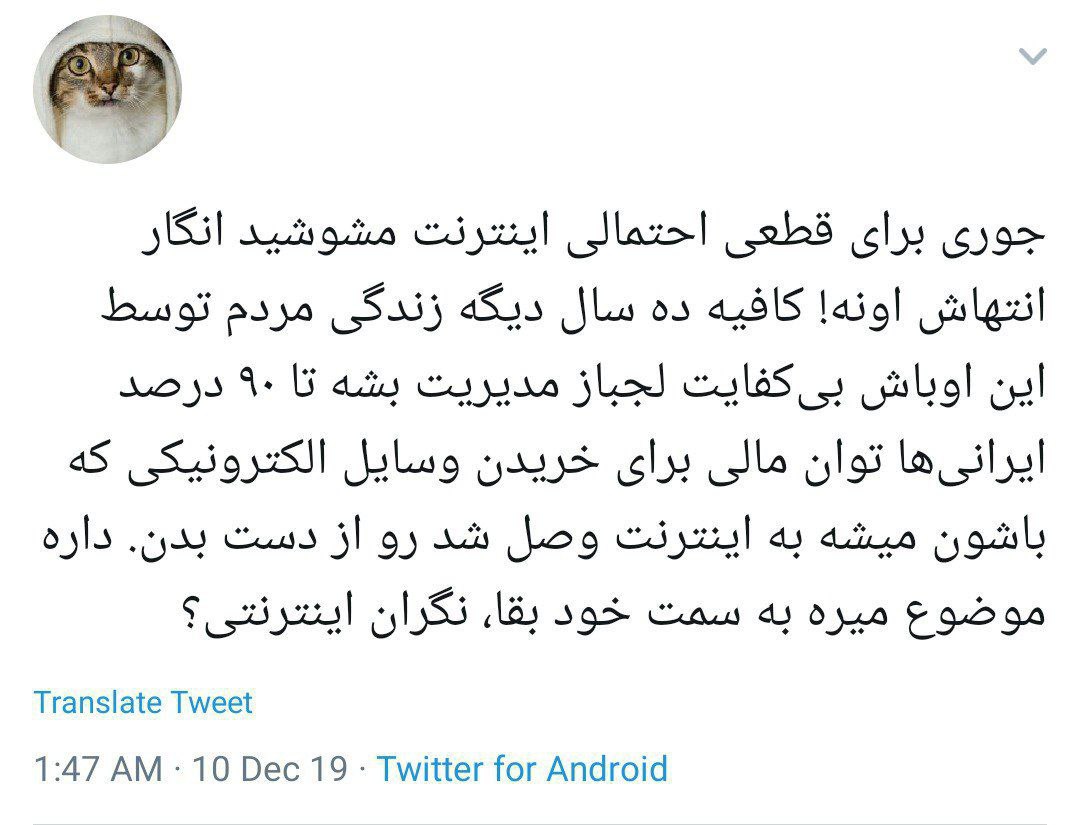 جوری برای قطعی احتمالی اینترنت مشوشید انگار
انتهاش اونه! کافیه ده سال دیگه زندگی مردم توسط
این اوباش بی‌کفایت لجباز مدیریت بشه تا ۹۰ درصد
ایرانی‌ها توان مالی برای خریدن وسایل الکترونیکی که
باشون میشه به اینترنت وصل شد رو از دست بدن. داره
موضوع میره به سمت خود بقا، نگران اینترنتی؟
Translate Tweet
1:47 AM · 10 Dec 19 · Twitter for Android